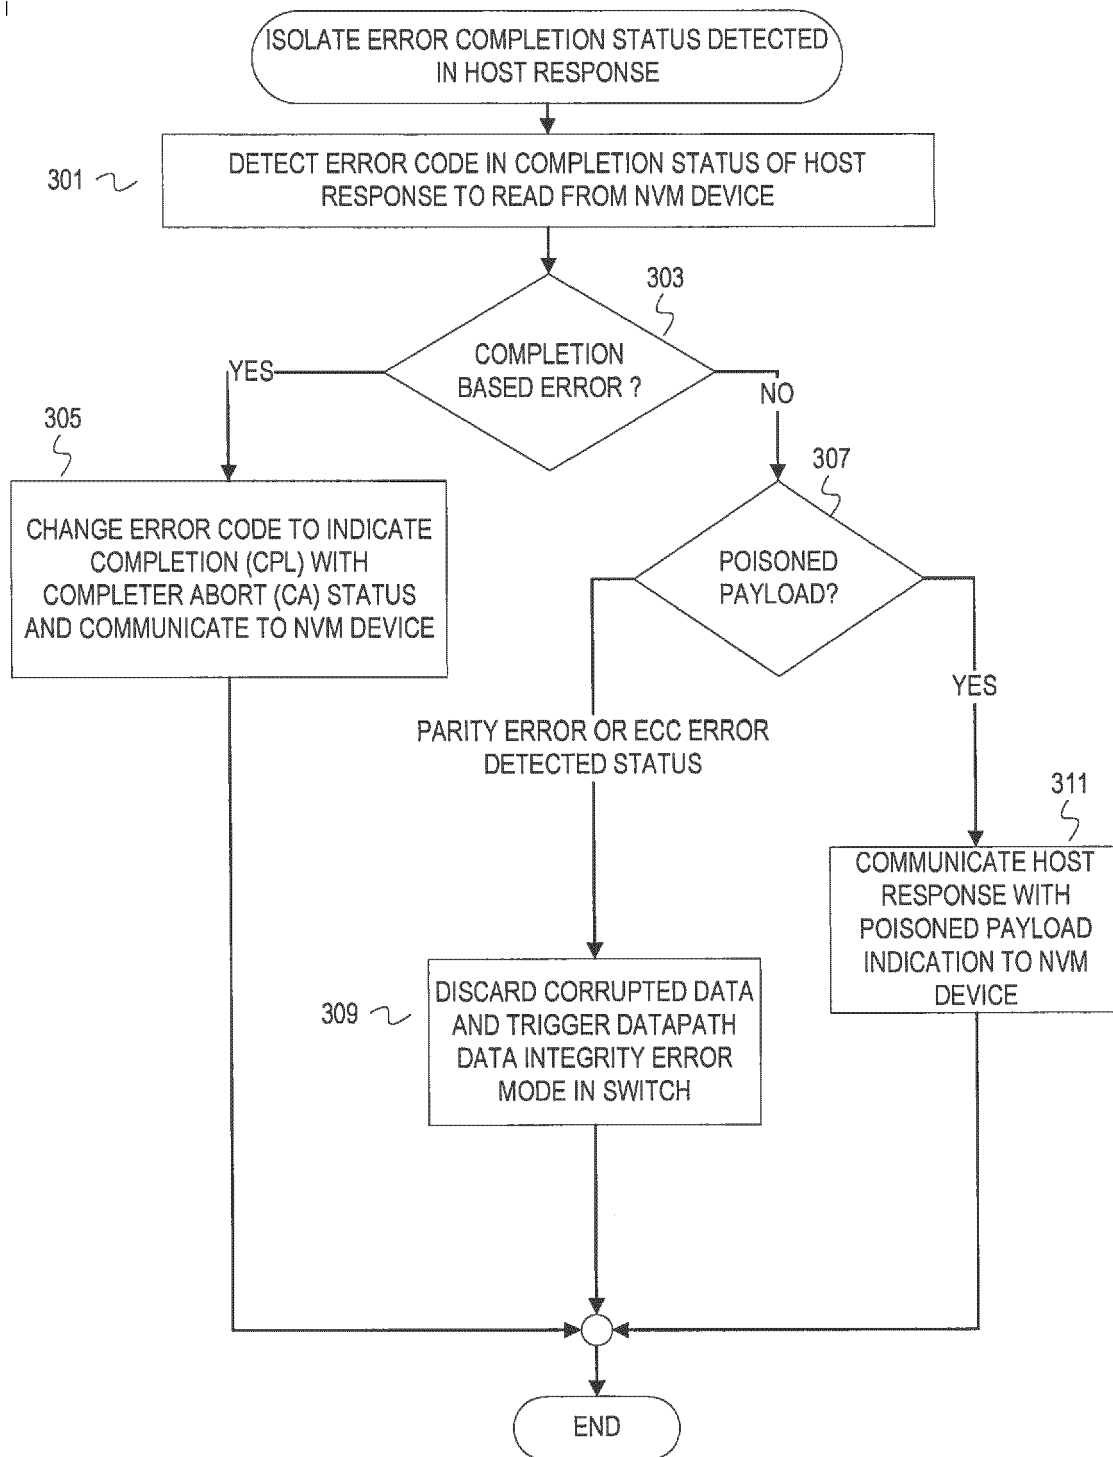 ISOLATE ERROR COMPLETION STATUS DETECTED
IN HOST RESPONSE
301
DETECT ERROR CODE IN COMPLETION STATUS OF HOST
RESPONSE TO READ FROM NVM DEVICE
303
COMPLETION
BASED ERROR ?
YES
NO
305
CHANGE ERROR CODE TO INDICATE
COMPLETION (CPL) WITH
COMPLETER ABORT (CA) STATUS
AND COMMUNICATE TO NVM DEVICE
307
POISONED
PAYLOAD?
YES
PARITY ERROR OR ECC ERROR
DETECTED STATUS
311
COMMUNICATE HOST
RESPONSE WITH
POISONED PAYLOAD
INDICATION TO NVM
DEVICE
309
DISCARD CORRUPTED DATA
AND TRIGGER DATAPATH
DATA INTEGRITY ERROR
MODE IN SWITCH
END